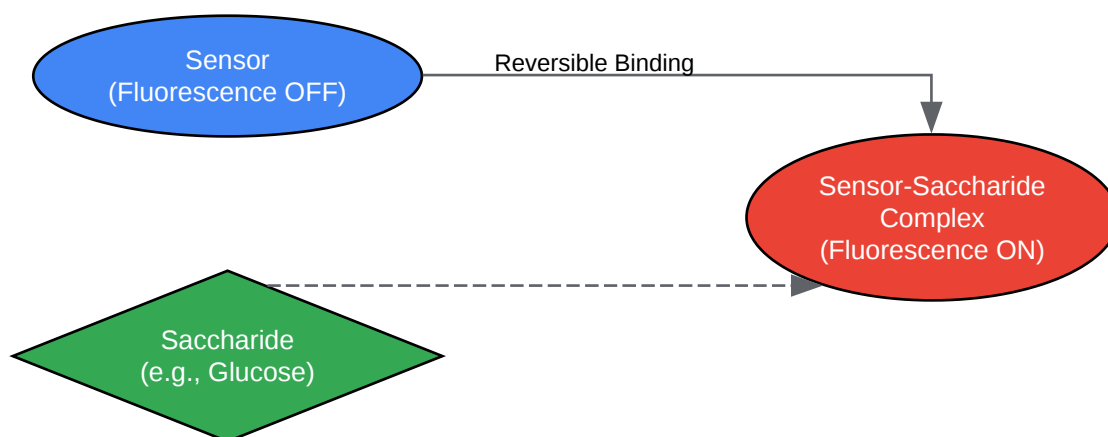 Sensor
(Fluorescence OFF)
Reversible Binding
Sensor-Saccharide
Complex
(Fluorescence ON)
Saccharide
(e.g., Glucose)